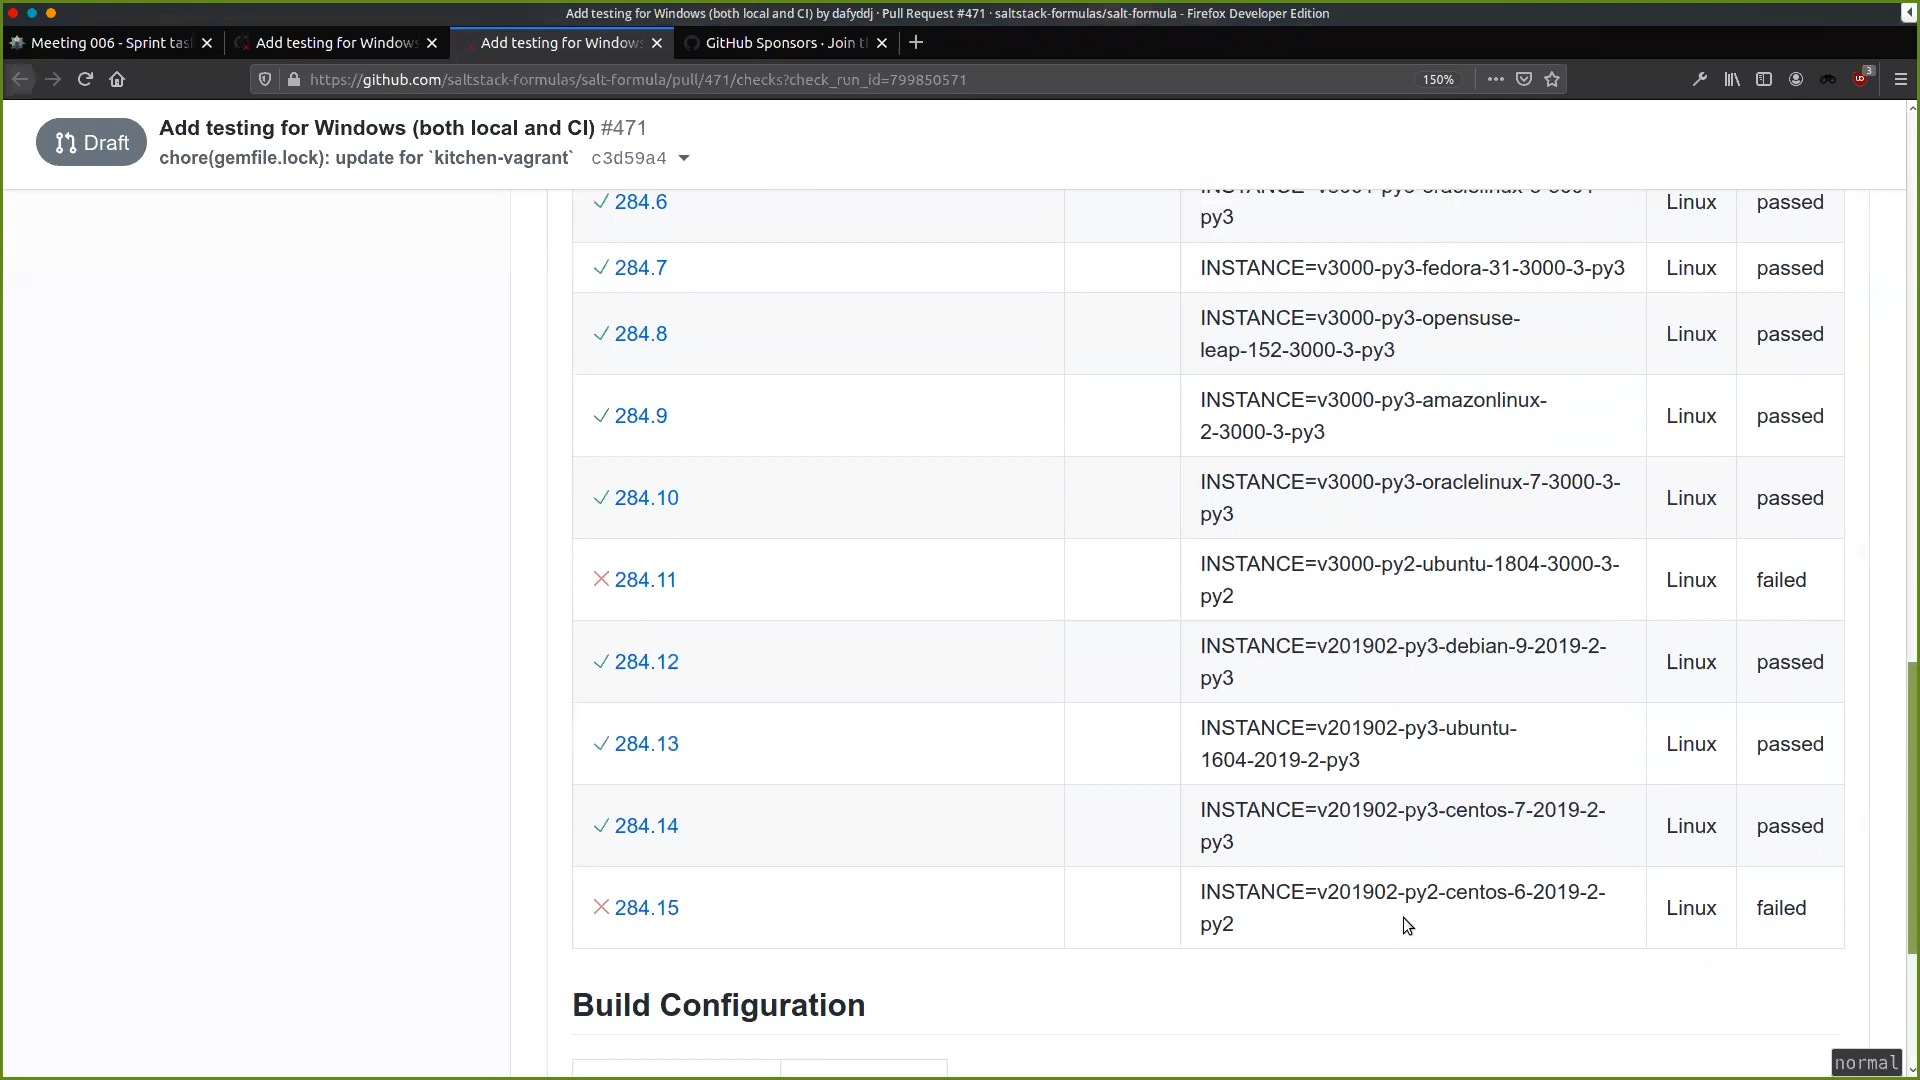 Add testing for Windows (both local and CI) by dafyddj · Pull Request #471 · saltstack-formulas/salt-formula - Firefox Developer Edition
Meeting 006 - Sprint tas
Add testing for Windows
Add testing for Windows
GitHub Sponsors · Join t
https://github.com/saltstack-formulas/salt-formula/pull/471/checks?check_run_id=799850571
150%
3
Draft
Add testing for Windows (both local and CI) #471
chore(gemfile.lock): update for `kitchen-vagrant` c3d59a4
284.6
py3
Linux
passed
284.7
INSTANCE=v3000-py3-fedora-31-3000-3-py3
Linux
passed
284.8
INSTANCE=v3000-py3-opensuse-
leap-152-3000-3-py3
Linux
passed
284.9
INSTANCE=v3000-py3-amazonlinux-
2-3000-3-py3
Linux
passed
284.10
INSTANCE=v3000-py3-oraclelinux-7-3000-3-
py3
Linux
passed
284.11
INSTANCE=v3000-py2-ubuntu-1804-3000-3-
py2
Linux
failed
284.12
INSTANCE=v201902-py3-debian-9-2019-2-
py3
Linux
passed
284.13
INSTANCE=v201902-py3-ubuntu-
1604-2019-2-py3
Linux
passed
284.14
INSTANCE=v201902-py3-centos-7-2019-2-
py3
Linux
passed
284.15
INSTANCE=v201902-py2-centos-6-2019-2-
py2
Linux
failed
Build Configuration
normal